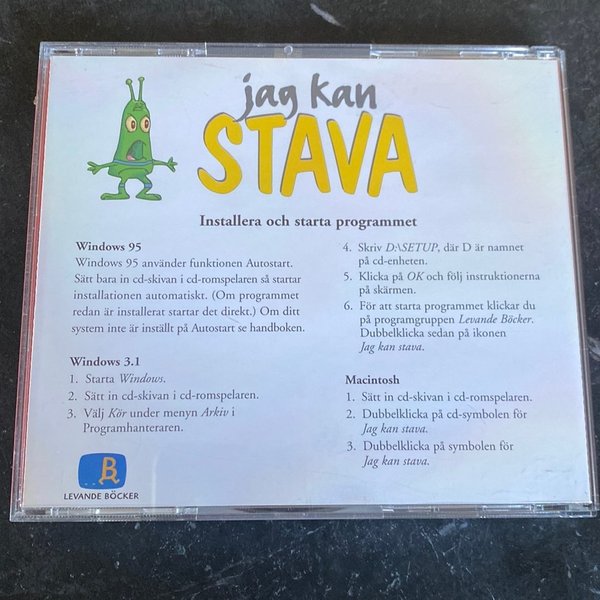 jag kan
STAVA
Installera och starta programmet
Windows 95
Windows 95 använder funktionen Autostart.
Sätt bara in cd-skivan i cd-romspelaren så startar
installationen automatiskt. (Om programmet
redan är installerat startar det direkt.) Om ditt
system inte är inställt på Autostart se handboken.
Windows 3.1
1. Starta Windows.
2. Sätt in cd-skivan i cd-romspelaren.
3. Välj Kör under menyn Arkiv i
Programhanteraren.
4. Skriv D:\SETUP, där D är namnet
på cd-enheten.
5. Klicka på OK och följ instruktionerna
på skärmen.
6. För att starta programmet klickar du
på programgruppen Levande Böcker.
Dubbelklicka sedan på ikonen
Jag kan stava.
Macintosh
1. Sätt in cd-skivan i cd-romspelaren.
2. Dubbelklicka på cd-symbolen för
Jag kan stava.
3. Dubbelklicka på symbolen för
Jag kan stava.
LEVANDE BÖCKER